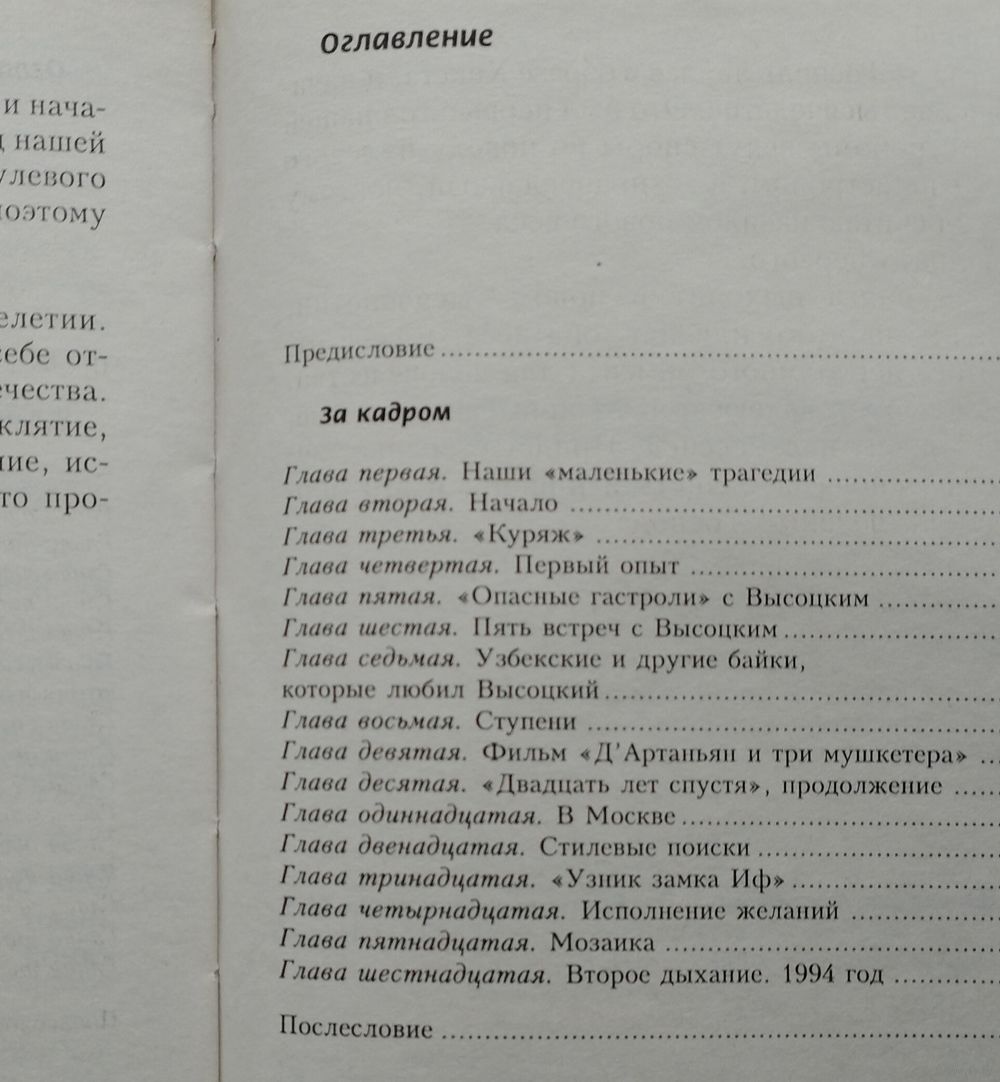 и нача-
нашей
улевого
поэтому
елетии.
себе от-
ечества.
клятие,
ние, ис-
то про-
Оглавление
Предисловие
За кадром
Глава первая. Наши «маленькие» трагедии
Глава вторая. Начало
Глава третья. «Куряж»
Глава четвертая. Первый опыт
Глава пятая. «Опасные гастроли» с Высоцким
Глава шестая. Пять встреч с Высоцким
Глава седьмая. Узбекские и другие байки,
которые любил Высоцкий
Глава восьмая. Ступени
Глава девятая. Фильм «Д’Артаньян и три мушкетера»
Глава десятая. «Двадцать лет спустя», продолжение
Глава одиннадцатая. В Москве
Глава двенадцатая. Стилевые поиски
Глава тринадцатая. «Узник замка Иф»
Глава четырнадцатая. Исполнение желаний
Глава пятнадцатая. Мозаика
Глава шестнадцатая. Второе дыхание. 1994 год
Послесловие